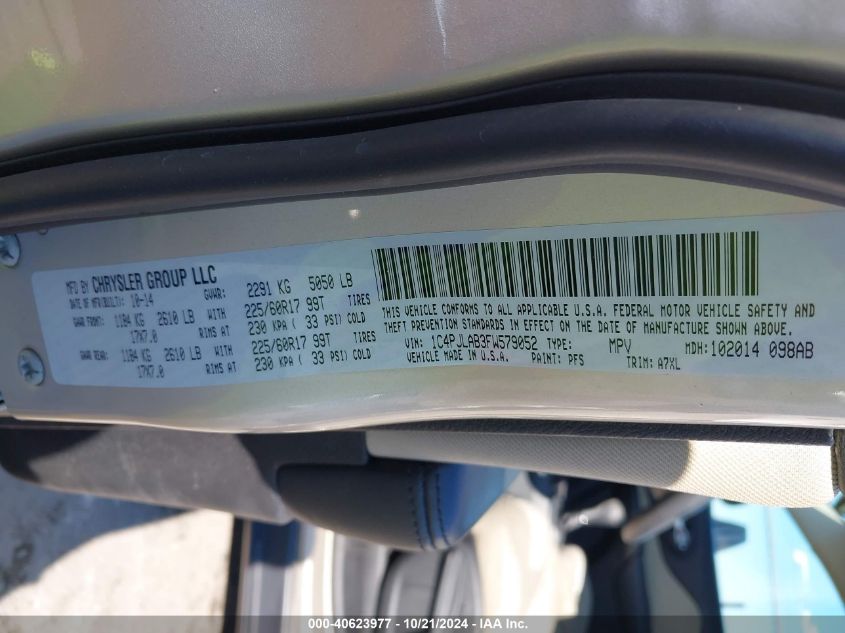 MFD BY CHRYSLER GROUP LLC
DATE OF MFR(BUILT): 10-14 GVWR: 2291 KG 5050 LB
GAWR FRONT: 1184 KG 2610 LB WITH 225/60R17 99T TIRES
17X7.0 RIMS AT 230 KPA ( 33 PSI) COLD
GAWR REAR: 1184 KG 2610 LB WITH 225/60R17 99T TIRES
17X7.0 RIMS AT 230 KPA ( 33 PSI) COLD
THIS VEHICLE CONFORMS TO ALL APPLICABLE U.S.A. FEDERAL MOTOR VEHICLE SAFETY AND
THEFT PREVENTION STANDARDS IN EFFECT ON THE DATE OF MANUFACTURE SHOWN ABOVE.
VIN: 1C4PJLAB3FW579052 TYPE: MPV MDH:102014 098AB
VEHICLE MADE IN U.S.A. PAINT: PFS TRIM: A7XL
000-40623977 - 10/21/2024 - IAA Inc.